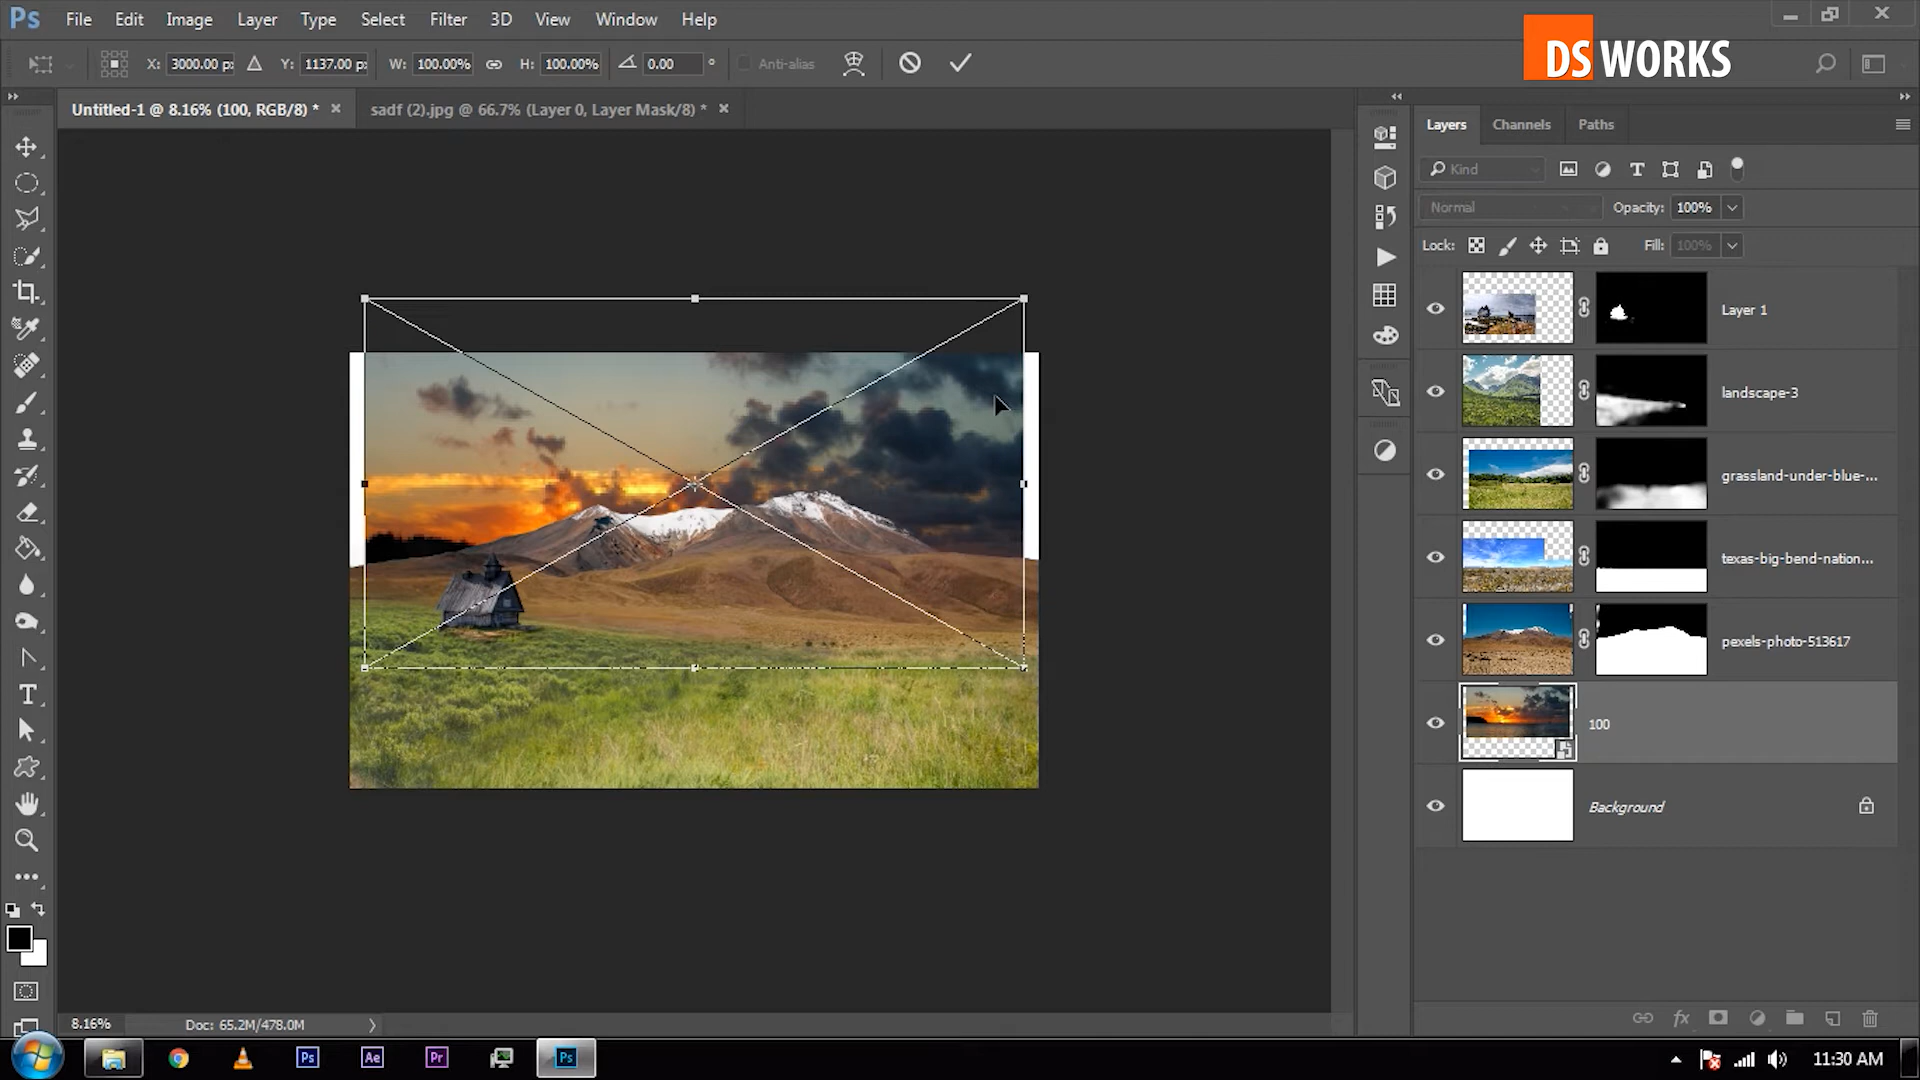 Ps File Edit Image Layer Type Select Filter 3D View Window Help
DS WORKS
X: 3000.00 p: Y: 1137.00 p: W: 100.00% H: 100.00% 0.00 ° Anti-alias
Untitled-1 @ 8.16% (100, RGB/8) * × sadf (2).jpg @ 66.7% (Layer 0, Layer Mask/8) * ×
Layers Channels Paths
Kind
Normal Opacity: 100%
Lock: Fill: 100%
Layer 1
landscape-3
grassland-under-blue-...
texas-big-bend-nation...
pexels-photo-513617
100
Background
8.16% Doc: 65.2M/478.0M
Ps Ae Pr Ps 11:30 AM